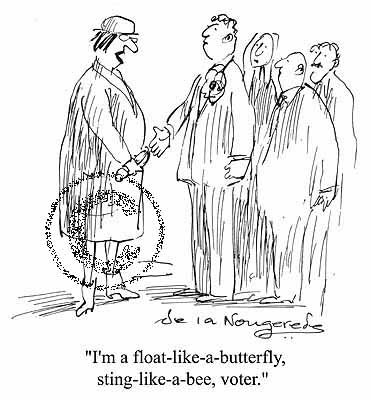 de la Nougerede
"I'm a float-like-a-butterfly,
sting-like-a-bee, voter."